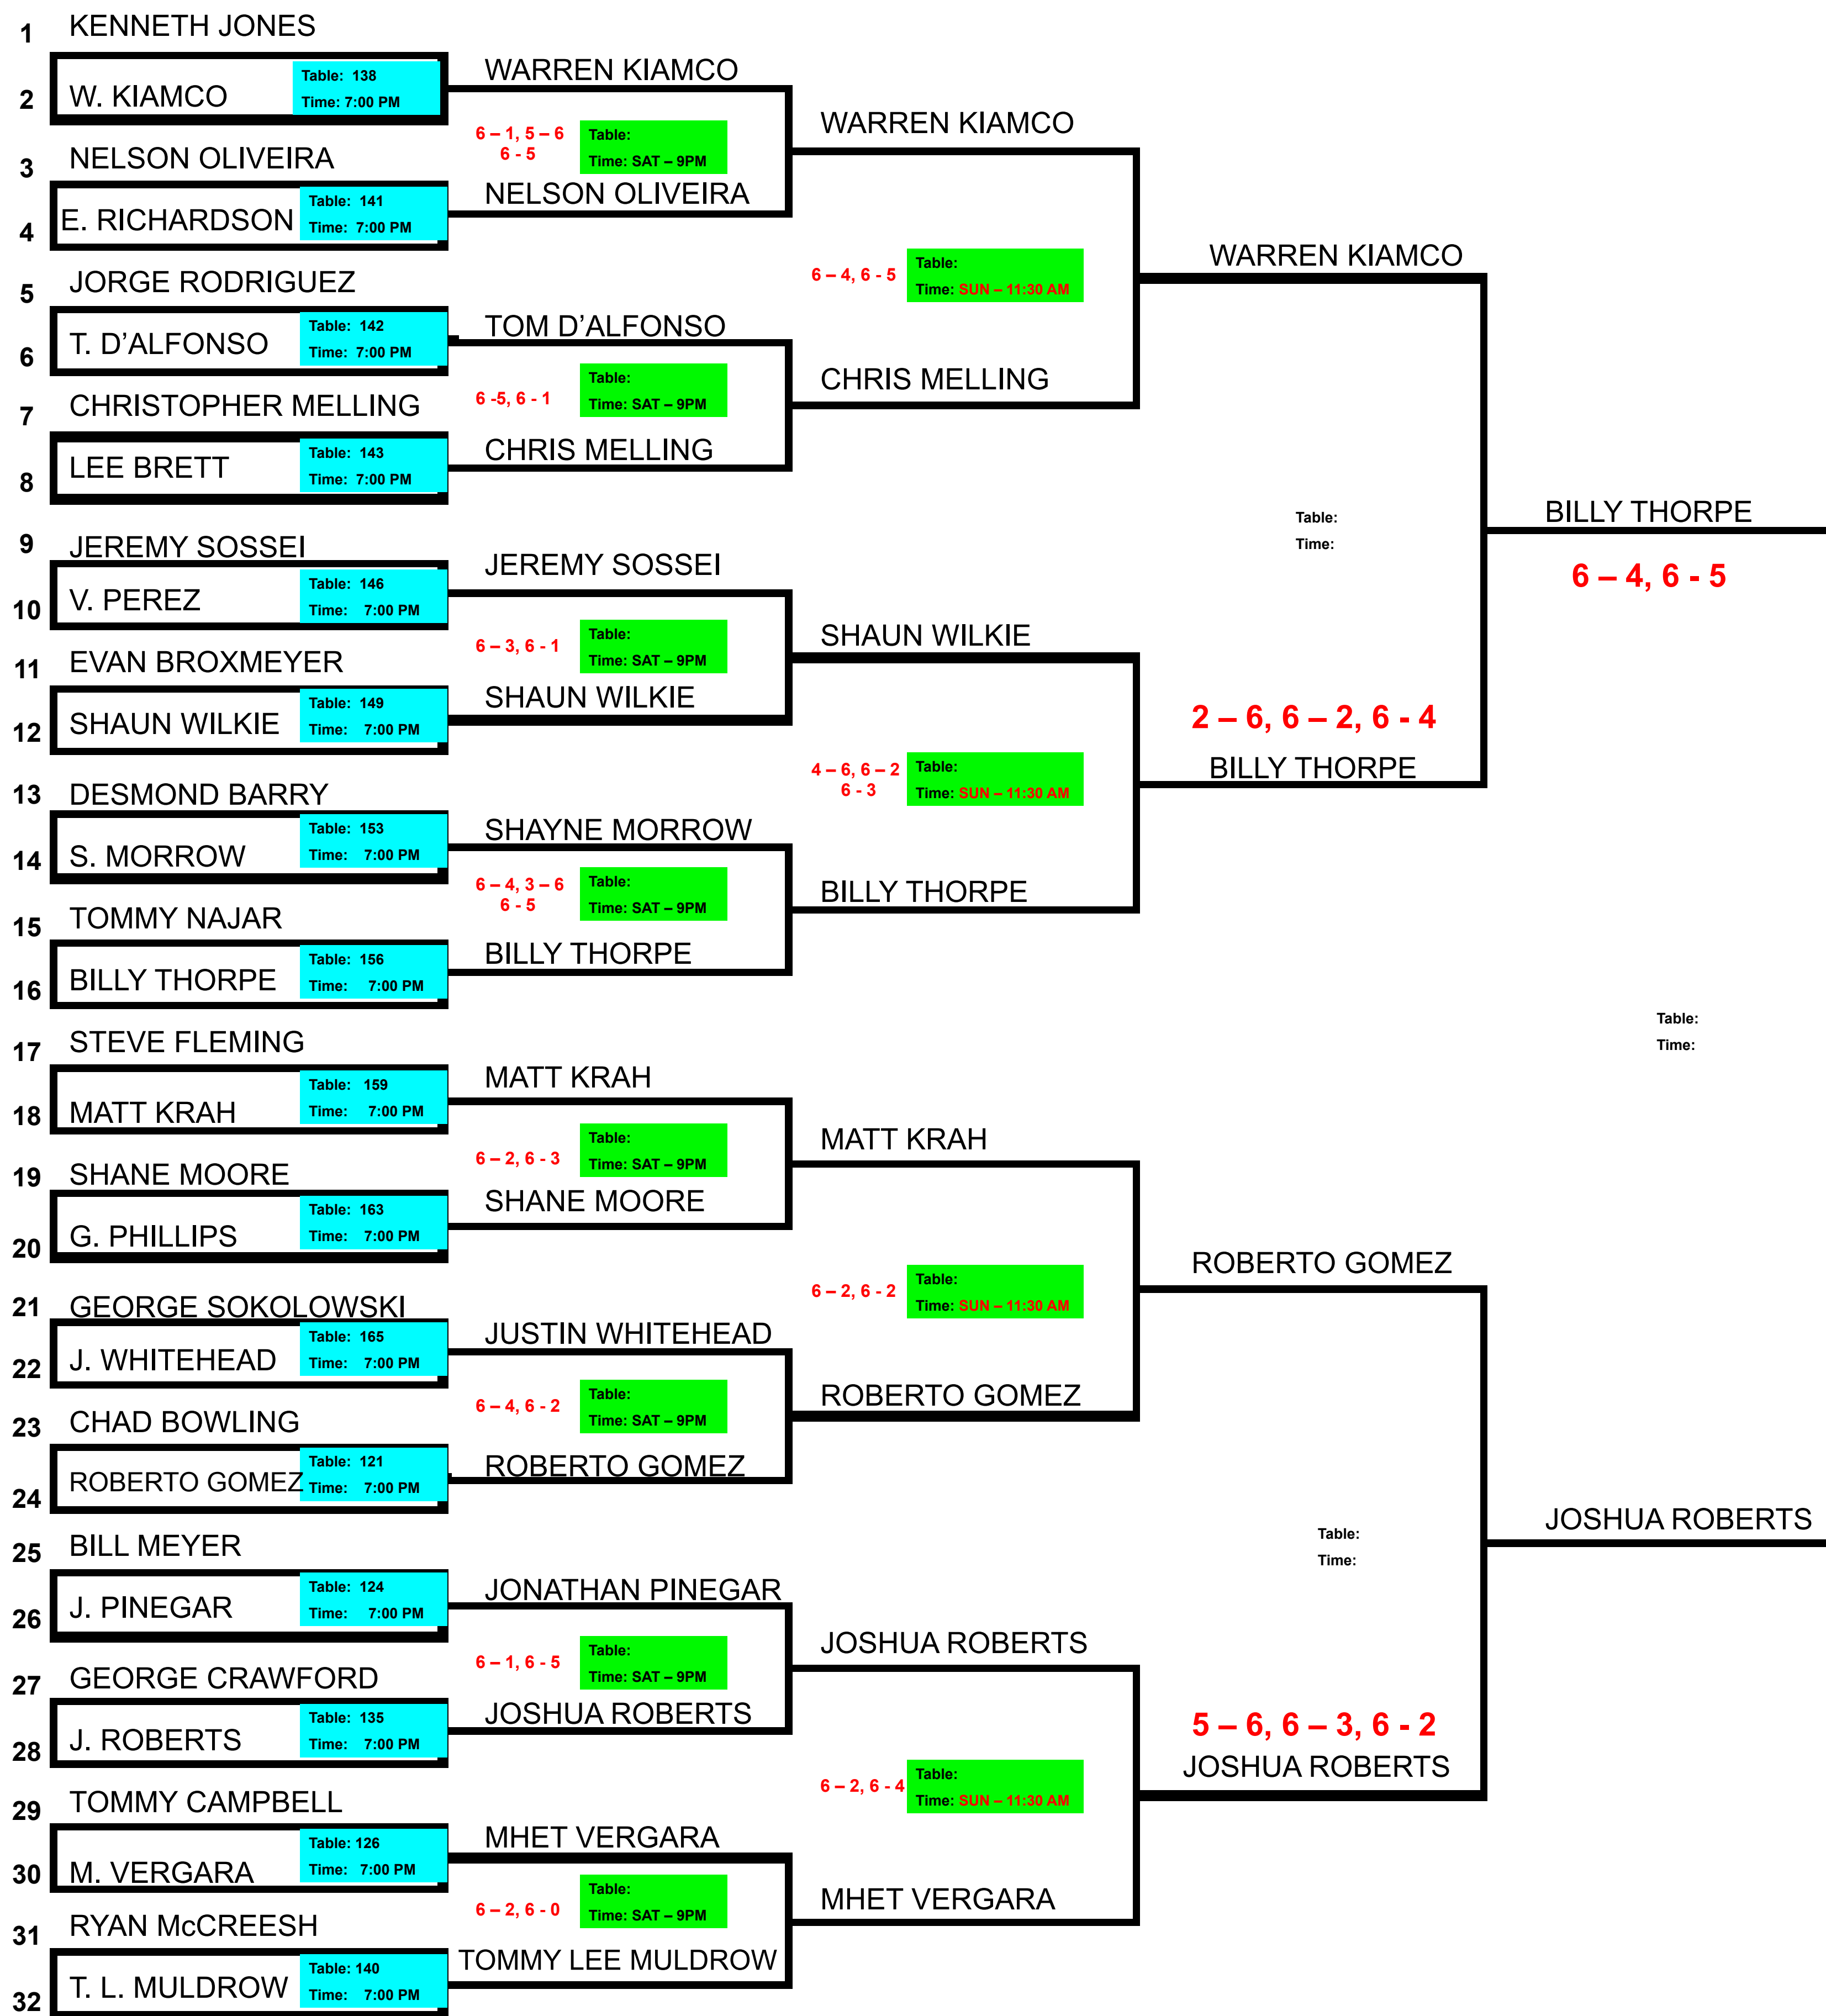 1 KENNETH JONES
2 W. KIAMCO
Table: 138
Time: 7:00 PM
3 NELSON OLIVEIRA
4 E. RICHARDSON
Table: 141
Time: 7:00 PM
5 JORGE RODRIGUEZ
6 T. D’ALFONSO
Table: 142
Time: 7:00 PM
7 CHRISTOPHER MELLING
8 LEE BRETT
Table: 143
Time: 7:00 PM
9 JEREMY SOSSEI
10 V. PEREZ
Table: 146
Time: 7:00 PM
11 EVAN BROXMEYER
12 SHAUN WILKIE
Table: 149
Time: 7:00 PM
13 DESMOND BARRY
14 S. MORROW
Table: 153
Time: 7:00 PM
15 TOMMY NAJAR
16 BILLY THORPE
Table: 156
Time: 7:00 PM
17 STEVE FLEMING
18 MATT KRAH
Table: 159
Time: 7:00 PM
19 SHANE MOORE
20 G. PHILLIPS
Table: 163
Time: 7:00 PM
21 GEORGE SOKOLOWSKI
22 J. WHITEHEAD
Table: 165
Time: 7:00 PM
23 CHAD BOWLING
24 ROBERTO GOMEZ
Table: 121
Time: 7:00 PM
25 BILL MEYER
26 J. PINEGAR
Table: 124
Time: 7:00 PM
27 GEORGE CRAWFORD
28 J. ROBERTS
Table: 135
Time: 7:00 PM
29 TOMMY CAMPBELL
30 M. VERGARA
Table: 126
Time: 7:00 PM
31 RYAN McCREESH
32 T. L. MULDROW
Table: 140
Time: 7:00 PM
WARREN KIAMCO
6 – 1, 5 – 6
6 - 5
Table:
Time: SAT – 9PM
NELSON OLIVEIRA
TOM D’ALFONSO
6 -5, 6 - 1
Table:
Time: SAT – 9PM
CHRIS MELLING
JEREMY SOSSEI
6 – 3, 6 - 1
Table:
Time: SAT – 9PM
SHAUN WILKIE
SHAYNE MORROW
6 – 4, 3 – 6
6 - 5
Table:
Time: SAT – 9PM
BILLY THORPE
MATT KRAH
6 – 2, 6 - 3
Table:
Time: SAT – 9PM
SHANE MOORE
JUSTIN WHITEHEAD
6 – 4, 6 - 2
Table:
Time: SAT – 9PM
ROBERTO GOMEZ
JONATHAN PINEGAR
6 – 1, 6 - 5
Table:
Time: SAT – 9PM
JOSHUA ROBERTS
MHET VERGARA
6 – 2, 6 - 0
Table:
Time: SAT – 9PM
TOMMY LEE MULDROW
WARREN KIAMCO
6 – 4, 6 - 5
Table:
Time: SUN – 11:30 AM
CHRIS MELLING
SHAUN WILKIE
4 – 6, 6 – 2
6 - 3
Table:
Time: SUN – 11:30 AM
BILLY THORPE
MATT KRAH
6 – 2, 6 - 2
Table:
Time: SUN – 11:30 AM
ROBERTO GOMEZ
JOSHUA ROBERTS
6 – 2, 6 - 4
Table:
Time: SUN – 11:30 AM
MHET VERGARA
WARREN KIAMCO
Table:
Time:
2 – 6, 6 – 2, 6 - 4
BILLY THORPE
ROBERTO GOMEZ
Table:
Time:
5 – 6, 6 – 3, 6 - 2
JOSHUA ROBERTS
BILLY THORPE
6 – 4, 6 - 5
Table:
Time:
JOSHUA ROBERTS